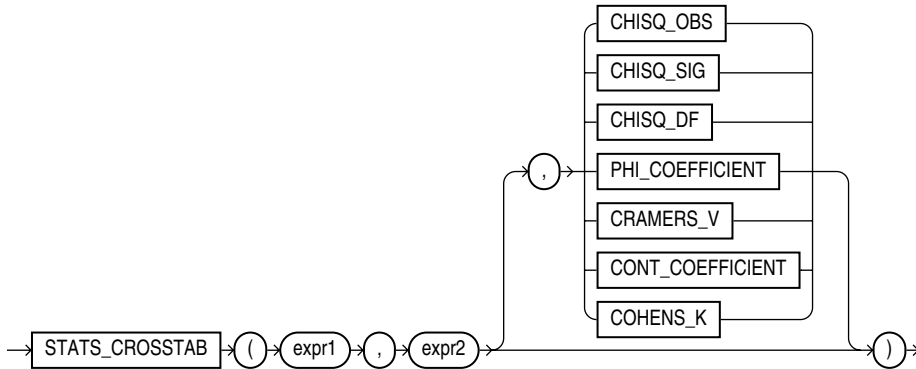 CHISQ_OBS
CHISQ_SIG
CHISQ_DF
, PHI_COEFFICIENT
CRAMERS_V
CONT_COEFFICIENT
COHENS_K
STATS_CROSSTAB ( expr1 , expr2 )